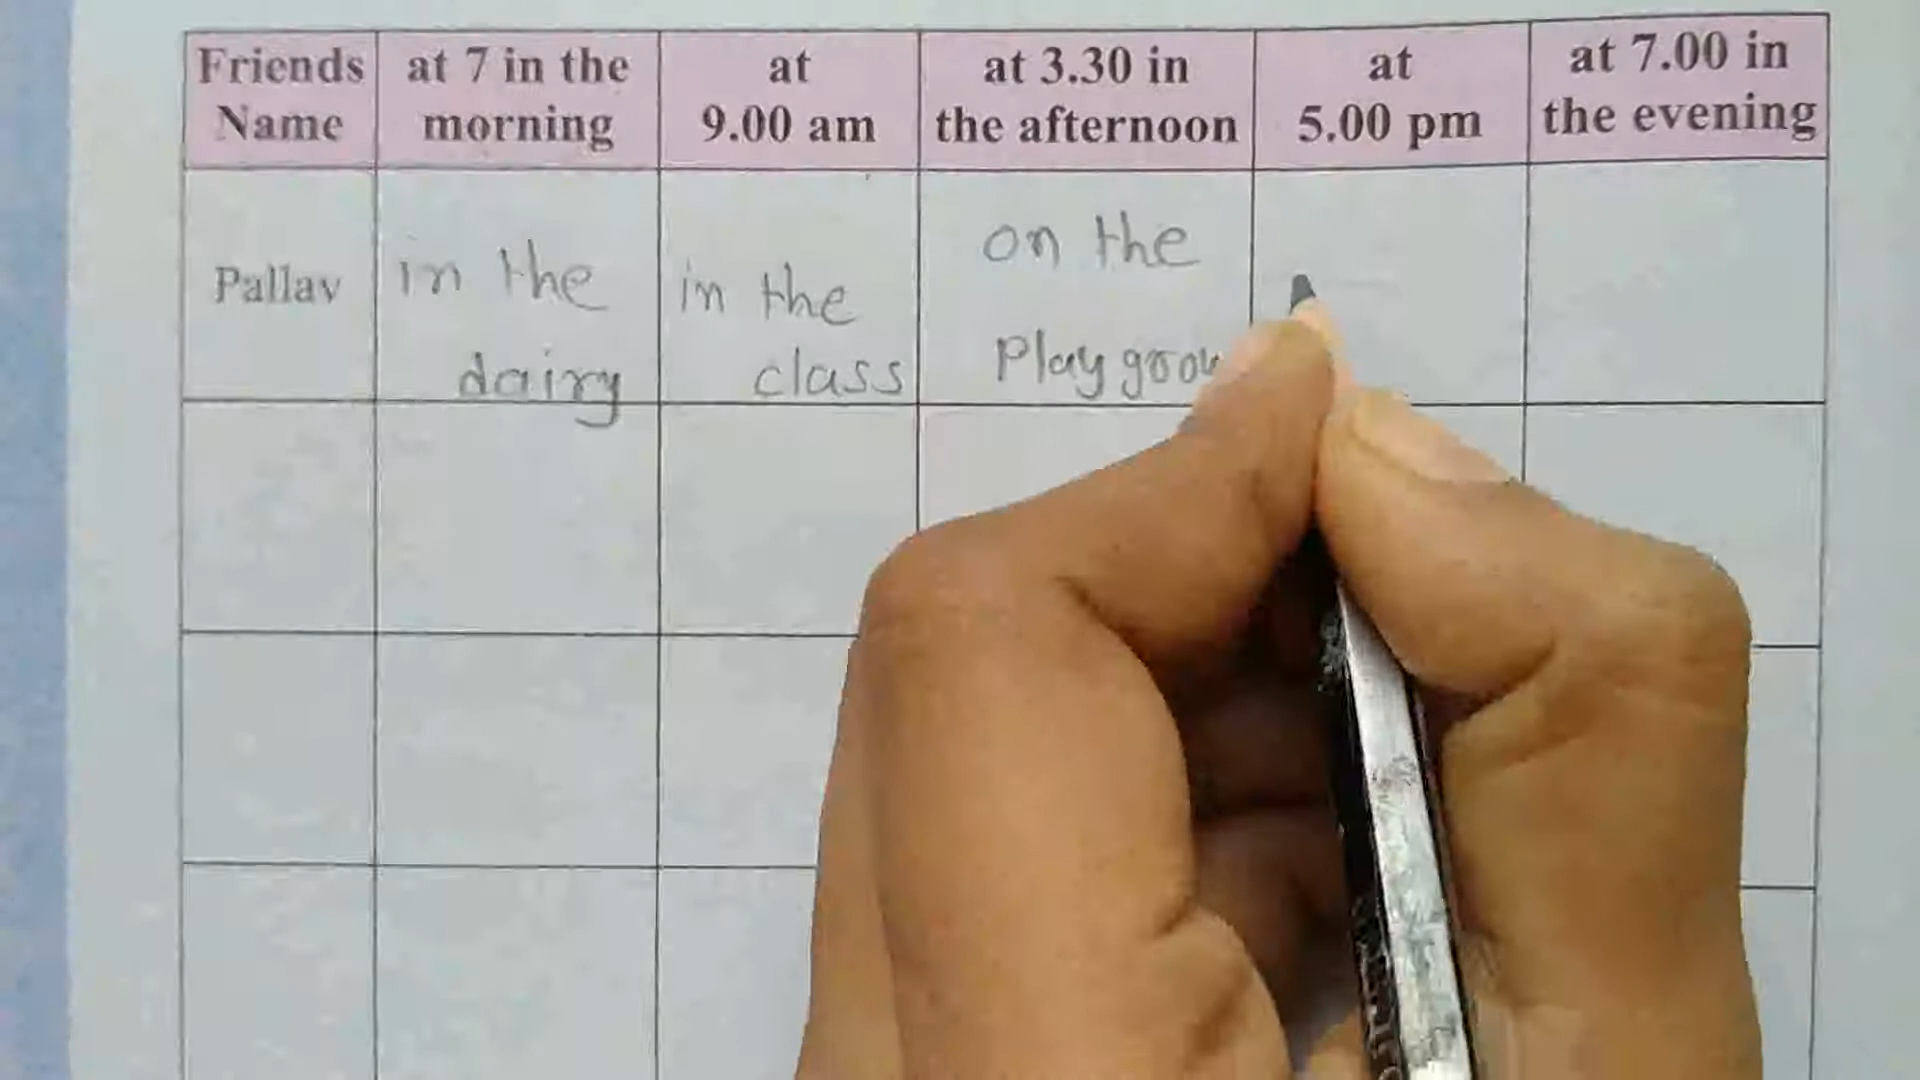 Friends Name
at 7 in the morning
at 9.00 am
at 3.30 in the afternoon
at 5.00 pm
at 7.00 in the evening
Pallav
in the
dairy
in the
class
on the